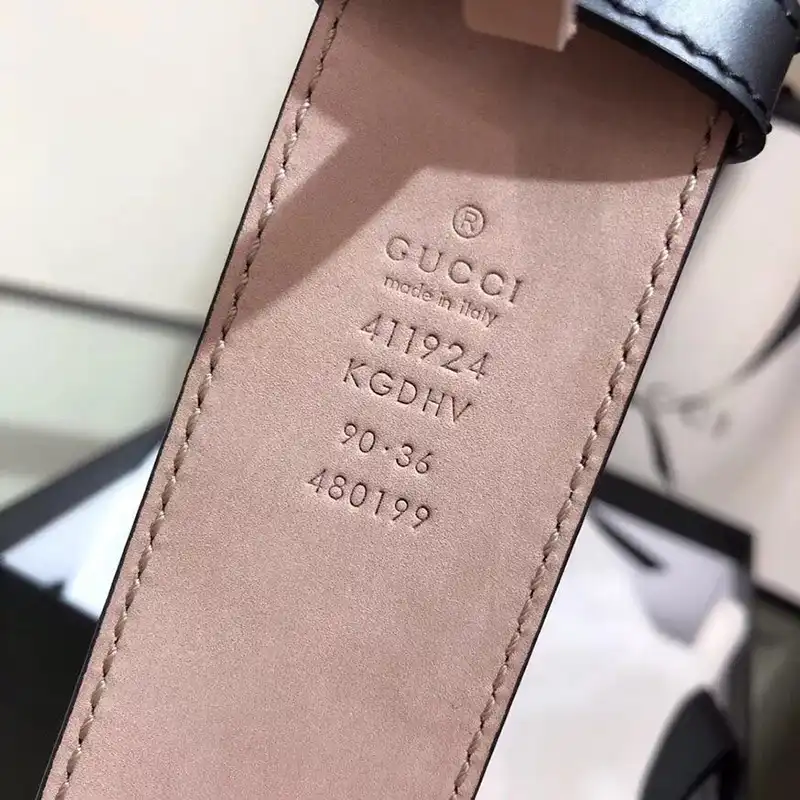 ®
GUCCI
made in italy
411924
KGDHV
90·36
480199